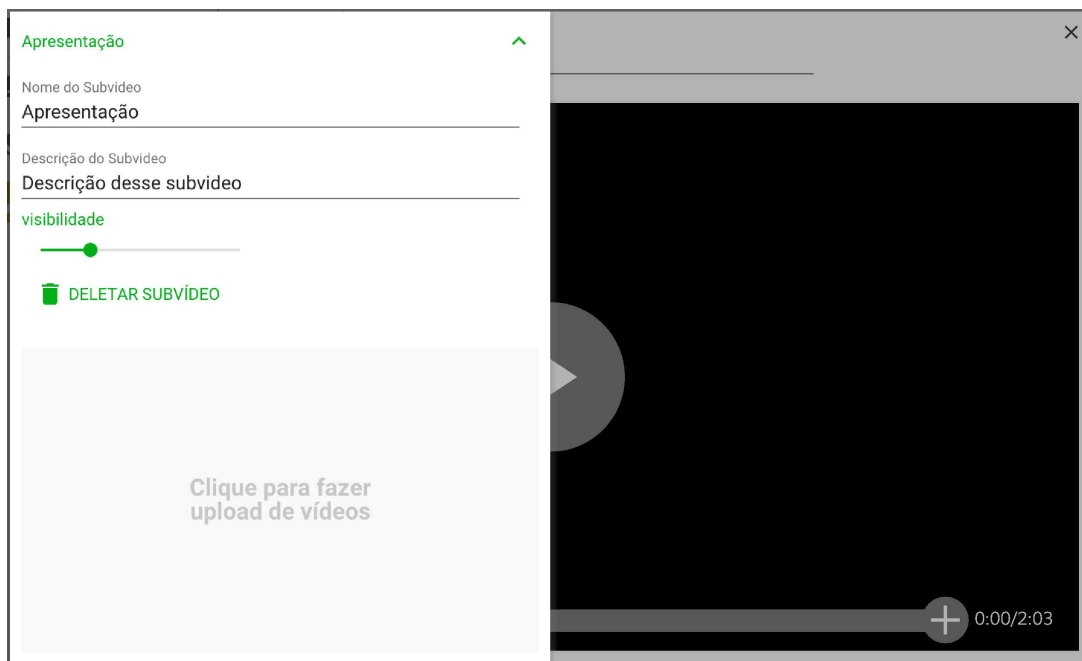 Apresentação
Nome do Subvideo
Apresentação
Descrição do Subvideo
Descrição desse subvideo
visibilidade
DELETAR SUBVÍDEO
Clique para fazer
upload de vídeos
0:00/2:03